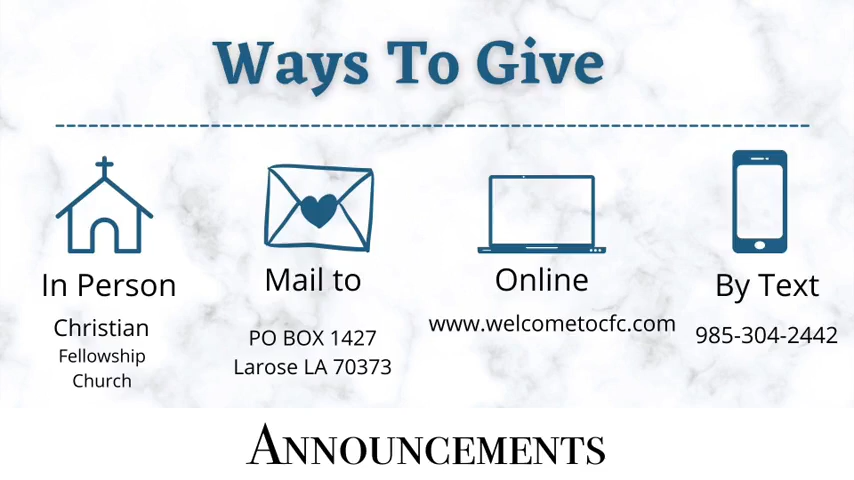 Ways To Give
In Person
Christian
Fellowship
Church
Mail to
PO BOX 1427
Larose LA 70373
Online
www.welcometocfc.com
By Text
985-304-2442
Announcements